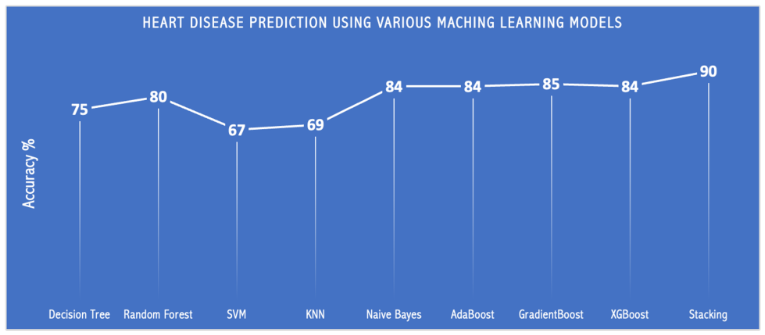 HEART DISEASE PREDICTION USING VARIOUS MACHING LEARNING MODELS
Accuracy %
75
80
67
69
84
84
85
84
90
Decision Tree
Random Forest
SVM
KNN
Naive Bayes
AdaBoost
GradientBoost
XGBoost
Stacking